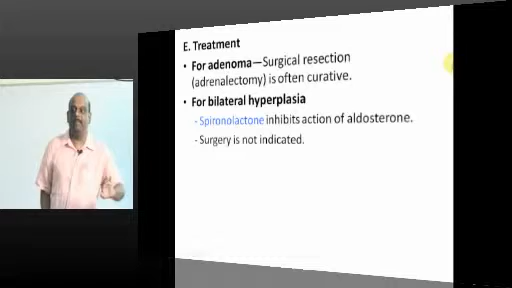 E. Treatment
• For adenoma—Surgical resection
(adrenalectomy) is often curative.
• For bilateral hyperplasia
- Spironolactone inhibits action of aldosterone.
- Surgery is not indicated.